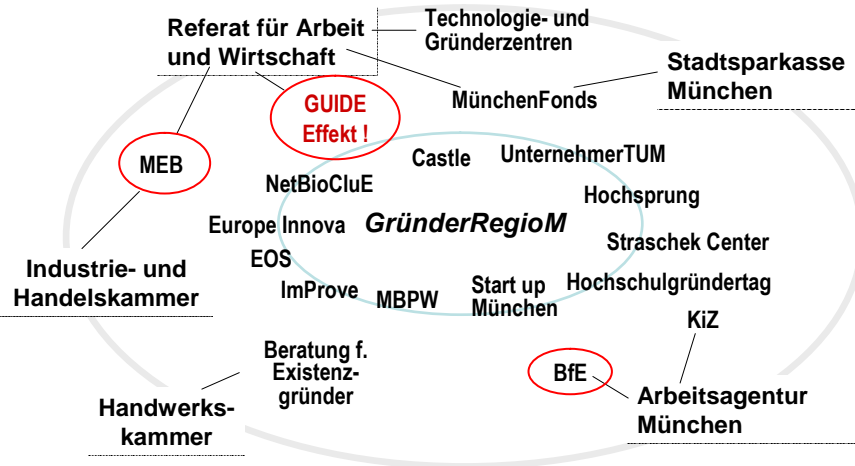 Referat für Arbeit
und Wirtschaft
Technologie- und
Gründerzentren
Stadtsparkasse
München
MünchenFonds
GUIDE
Effekt !
MEB
Castle
UnternehmerTUM
NetBioCluE
Hochsprung
Europe Innova
GründerRegioM
Straschek Center
EOS
Industrie- und
Handelskammer
ImProve
MBPW
Start up
München
Hochschulgründertag
KiZ
Beratung f.
Existenz-
gründer
BfE
Handwerks-
kammer
Arbeitsagentur
München